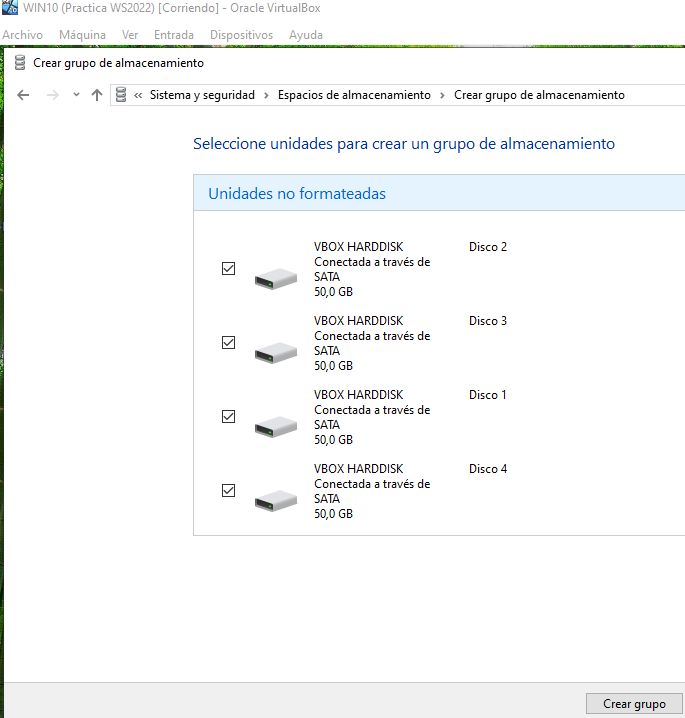 WIN10 (Practica WS2022) [Corriendo] - Oracle VirtualBox
Archivo Máquina Ver Entrada Dispositivos Ayuda
Crear grupo de almacenamiento
« Sistema y seguridad > Espacios de almacenamiento > Crear grupo de almacenamiento
Seleccione unidades para crear un grupo de almacenamiento
Unidades no formateadas
VBOX HARDDISK Disco 2
Conectada a través de
SATA
50,0 GB
VBOX HARDDISK Disco 3
Conectada a través de
SATA
50,0 GB
VBOX HARDDISK Disco 1
Conectada a través de
SATA
50,0 GB
VBOX HARDDISK Disco 4
Conectada a través de
SATA
50,0 GB
Crear grupo